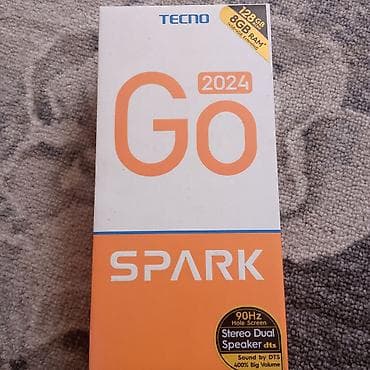 TECNO
128GB
8GB RAM*
Go
2024
SPARK
90Hz
Hole Screen
Stereo Dual
Speaker dts
Sound by DTS
400% Big Volume